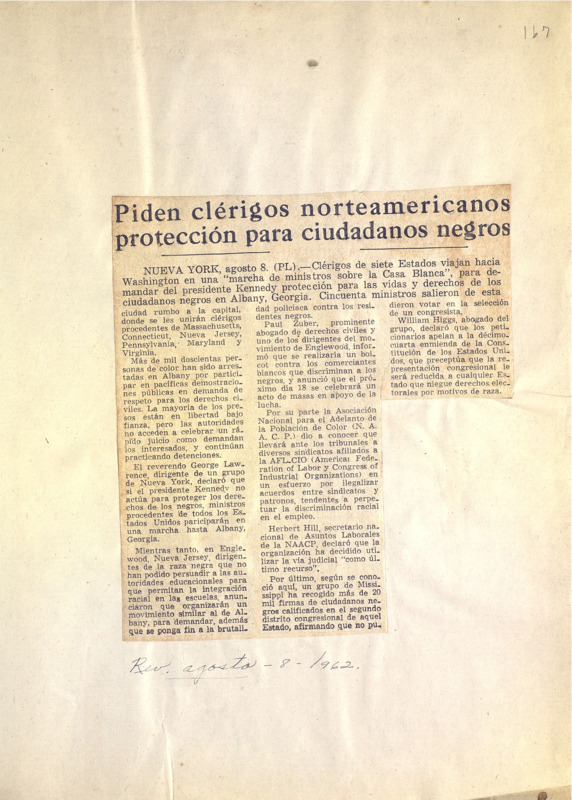 167
Piden clérigos norteamericanos
protección para ciudadanos negros
NUEVA YORK, agosto 8. (PL).—Clérigos de siete Estados viajan hacia
Washington en una "marcha de ministros sobre la Casa Blanca", para de-
mandar del presidente Kennedy protección para las vidas y derechos de los
ciudadanos negros en Albany, Georgia. Cincuenta ministros salieron de esta
ciudad rumbo a la capital,
donde se les unirán clérigos
procedentes de Massachusetts,
Connecticut, Nueva Jersey,
Pennsylvania, Maryland y
Virginia.
Más de mil doscientas per-
sonas de color han sido arres-
tadas en Albany por partici-
par en pacíficas demostracio-
nes públicas en demanda de
respeto para los derechos ci-
viles. La mayoría de los pre-
sos están en libertad bajo
fianza, pero las autoridades
no acceden a celebrar un rá-
pido juicio como demandan
los interesados, y continúan
practicando detenciones.
El reverendo George Law-
rence, dirigente de un grupo
de Nueva York, declaró que
si el presidente Kennedy no
actúa para proteger los dere-
chos de los negros, ministros
procedentes de todos los Es-
tados Unidos pariciparán en
una marcha hasta Albany,
Georgia.
Mientras tanto, en Engle-
wood, Nueva Jersey, dirigen-
tes de la raza negra que no
han podido persuadir a las au-
toridades educacionales para
que permitan la integración
racial en las escuelas, anun-
ciaron que organizarán un
movimiento similar al de Al-
bany, para demandar, además
que se ponga fin a la brutali-
dad policíaca contra los resi-
dentes negros.
Paul Zuber, prominente
abogado de derechos civiles y
uno de los dirigentes del mo-
vimiento de Englewood, infor-
mó que se realizaría un boi-
cot contra los comerciantes
blancos que discriminan a los
negros, y anunció que el pró-
ximo día 18 se celebrará un
acto de masas en apoyo de la
lucha.
Por su parte la Asociación
Nacional para el Adelanto de
la Población de Color (N. A.
A. C. P.) dio a conocer que
llevará ante los tribunales a
diversos sindicatos afiliados a
la AFL-CIO (America: Fede-
ration of Labor y Congress of
Industrial Organizations) en
un esfuerzo por ilegalizar
acuerdos entre sindicatos y
patronos, tendentes a perpe-
tuar la discriminación racial
en el empleo.
Herbert Hill, secretario na-
cional de Asuntos Laborales
de la NAACP, declaró que la
organización ha decidido uti-
lizar la vía judicial "como úl-
timo recurso".
Por último, según se cono-
ció aquí, un grupo de Missi-
ssippi ha recogido más de 20
mil firmas de ciudadanos ne-
gros calificados en el segundo
distrito congresional de aquel
Estado, afirmando que no pu-
dieron votar en la selección
de un congresista.
William Higgs, abogado del
grupo, declaró que los peti-
cionarios apelan a la décimo-
cuarta enmienda de la Cons-
titución de los Estados Uni-
dos, que preceptúa que la re-
presentación congresional le
será reducida a cualquier Es-
tado que niegue derechos elec-
torales por motivos de raza.
Rev. agosto - 8 - 1962.